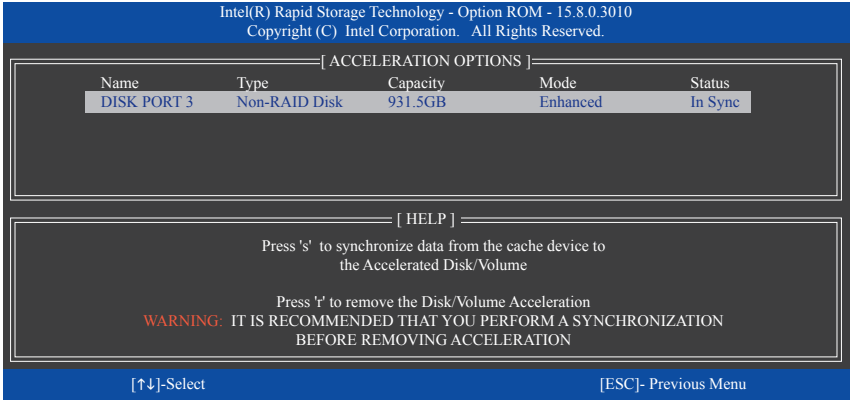 Intel(R) Rapid Storage Technology - Option ROM - 15.8.0.3010
Copyright (C) Intel Corporation. All Rights Reserved.
[ ACCELERATION OPTIONS ]
Name Type Capacity Mode Status
DISK PORT 3 Non-RAID Disk 931.5GB Enhanced In Sync
[ HELP ]
Press 's' to synchronize data from the cache device to
the Accelerated Disk/Volume
Press 'r' to remove the Disk/Volume Acceleration
WARNING: IT IS RECOMMENDED THAT YOU PERFORM A SYNCHRONIZATION
BEFORE REMOVING ACCELERATION
[↑↓]-Select [ESC]- Previous Menu